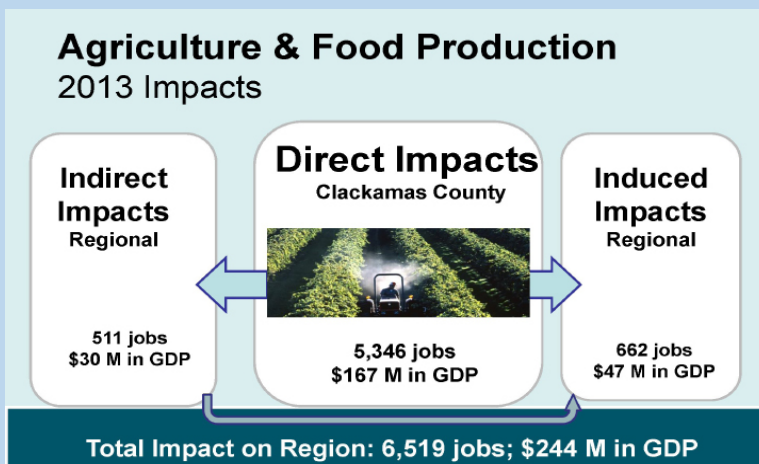 Agriculture & Food Production
2013 Impacts
Indirect
Impacts
Regional
511 jobs
$30 M in GDP
Direct Impacts
Clackamas County
5,346 jobs
$167 M in GDP
Induced
Impacts
Regional
662 jobs
$47 M in GDP
Total Impact on Region: 6,519 jobs; $244 M in GDP